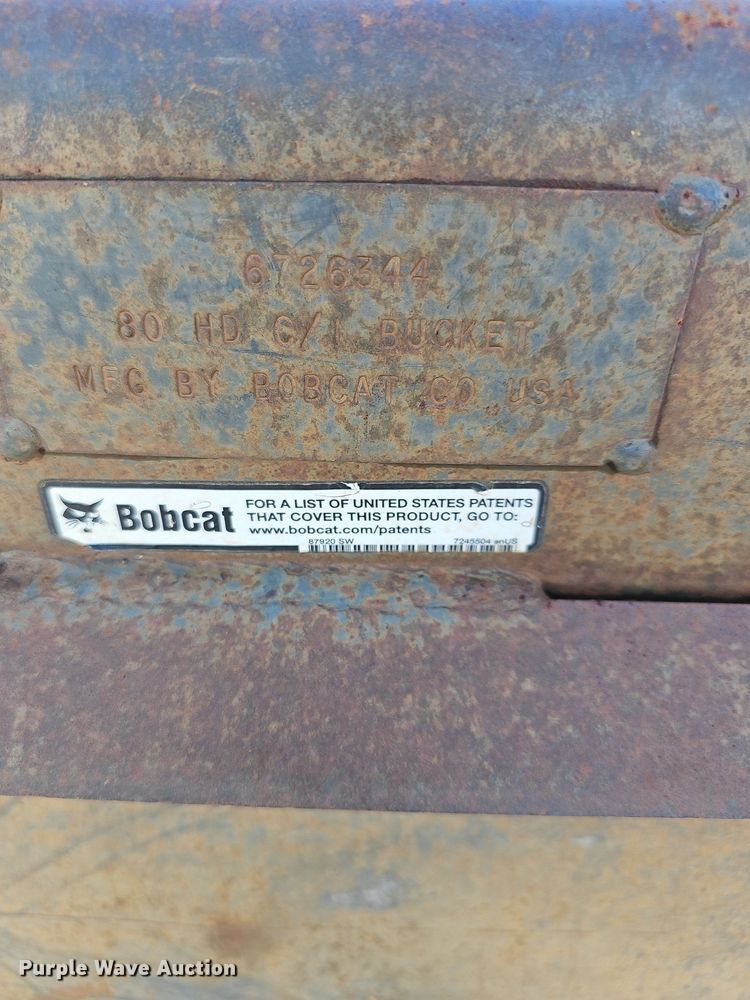 6726344
80 HD C/I BUCKET
MFG BY BOBCAT CO USA
Bobcat
FOR A LIST OF UNITED STATES PATENTS
THAT COVER THIS PRODUCT, GO TO:
www.bobcat.com/patents
87920 SW 7245504 enUS
Purple Wave Auction